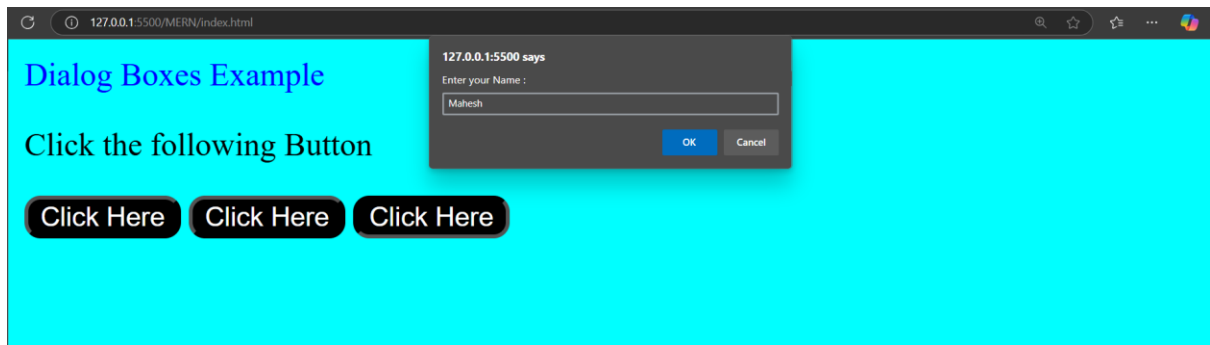 127.0.0.1:5500/MERN/index.html
127.0.0.1:5500 says
Enter your Name :
Mahesh
OK Cancel
Dialog Boxes Example
Click the following Button
Click Here Click Here Click Here